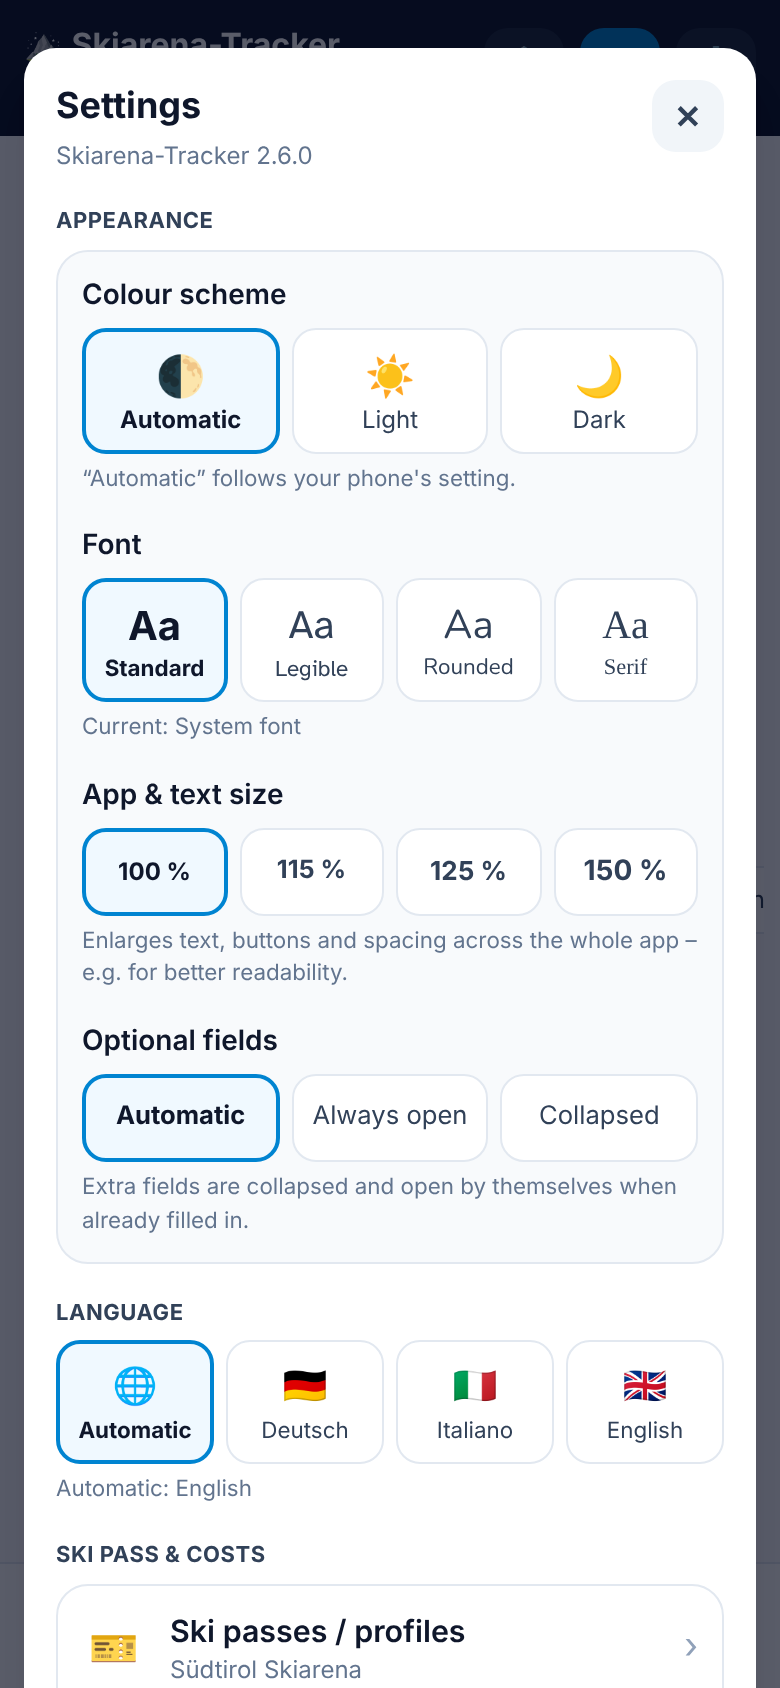 Skiarena-Tracker
Settings
✕
Skiarena-Tracker 2.6.0
APPEARANCE
Colour scheme
Automatic
Light
Dark
“Automatic” follows your phone's setting.
Font
Aa
Aa
Aa
Aa
Standard
Legible
Rounded
Serif
Current: System font
App & text size
100 %
115 %
125 %
150 %
Enlarges text, buttons and spacing across the whole app –
e.g. for better readability.
Optional fields
Automatic
Always open
Collapsed
Extra fields are collapsed and open by themselves when
already filled in.
LANGUAGE
Automatic
Deutsch
Italiano
English
Automatic: English
SKI PASS & COSTS
Ski passes / profiles
›
Südtirol Skiarena